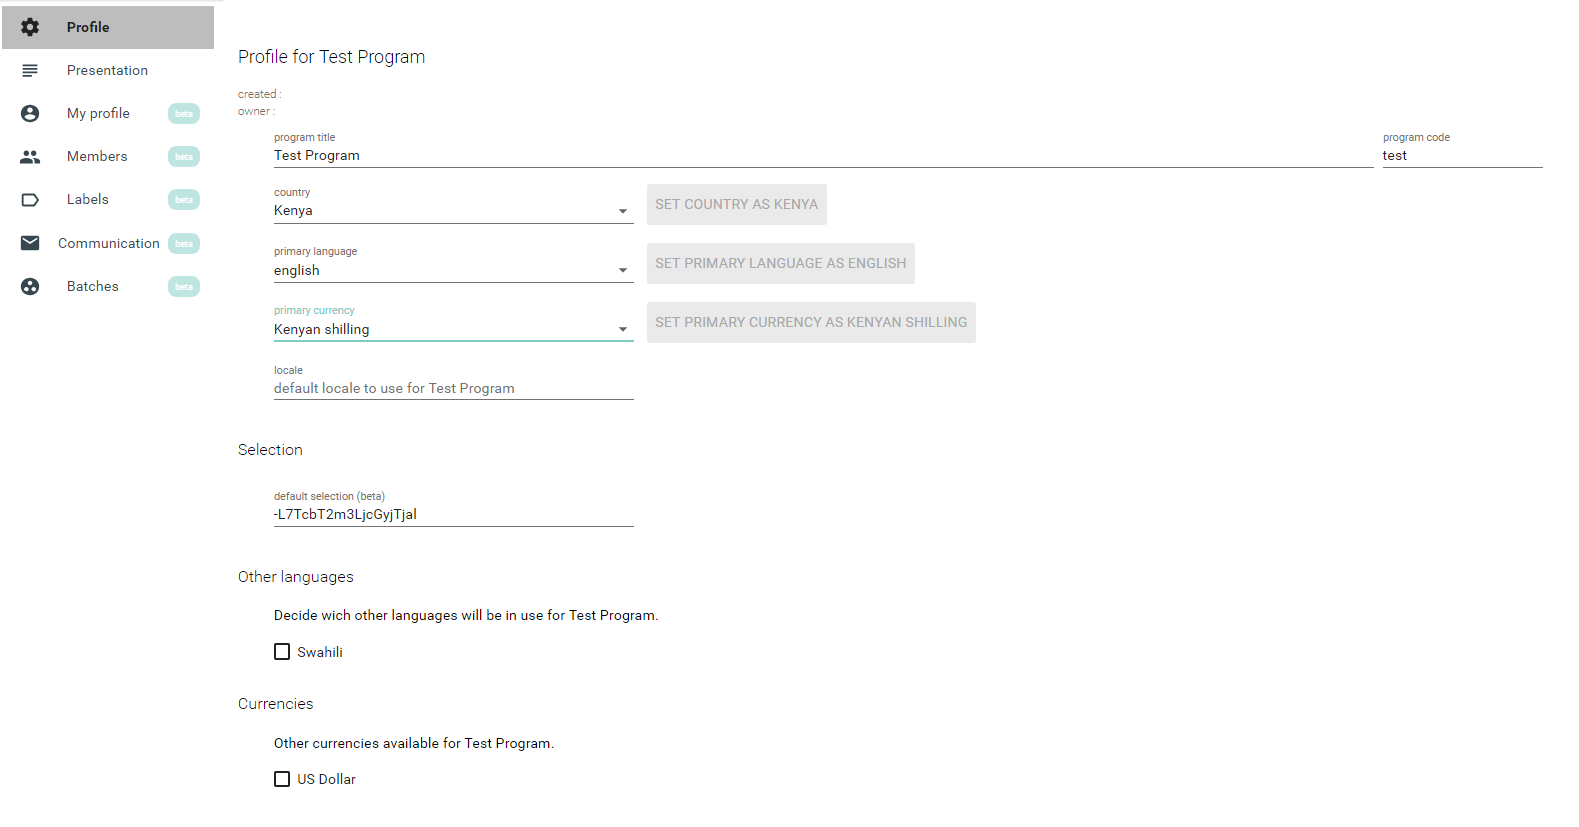 Profile
Presentation
My profile beta
Members beta
Labels beta
Communication beta
Batches beta
Profile for Test Program
created :
owner :
program title
Test Program
program code
test
country
Kenya
SET COUNTRY AS KENYA
primary language
english
SET PRIMARY LANGUAGE AS ENGLISH
primary currency
Kenyan shilling
SET PRIMARY CURRENCY AS KENYAN SHILLING
locale
default locale to use for Test Program
Selection
default selection (beta)
-L7TcbT2m3LjcGyjTjal
Other languages
Decide wich other languages will be in use for Test Program.
Swahili
Currencies
Other currencies available for Test Program.
US Dollar